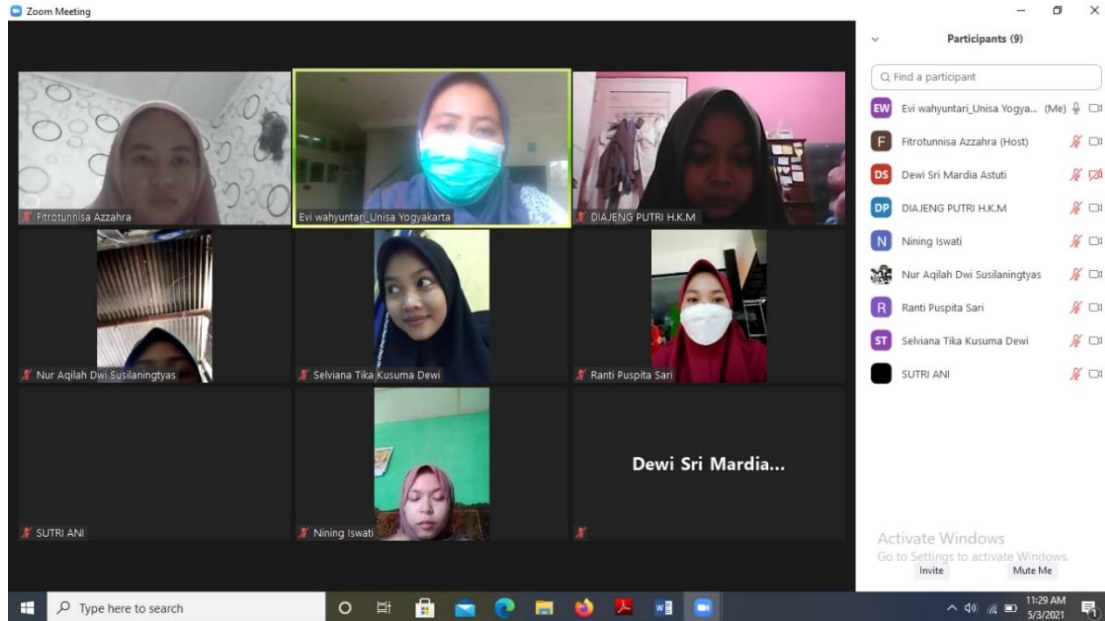 Zoom Meeting
Participants (9)
Find a participant
EW Evi wahyuntari_Unisa Yogya... (Me)
F Fitrotunnisa Azzahra (Host)
DS Dewi Sri Mardia Astuti
DP DIAJENG PUTRI H.K.M
N Nining Iswati
Nur Aqilah Dwi Susilaningtyas
R Ranti Puspita Sari
ST Selviana Tika Kusuma Dewi
SUTRI ANI
Fitrotunnisa Azzahra
Evi wahyuntari_Unisa Yogyakarta
DIAJENG PUTRI H.K.M
Nur Aqilah Dwi Susilaningtyas
Selviana Tika Kusuma Dewi
Ranti Puspita Sari
SUTRI ANI
Nining Iswati
Dewi Sri Mardia...
Activate Windows
Go to Settings to activate Windows.
Invite
Mute Me
Type here to search
11:29 AM
5/3/2021